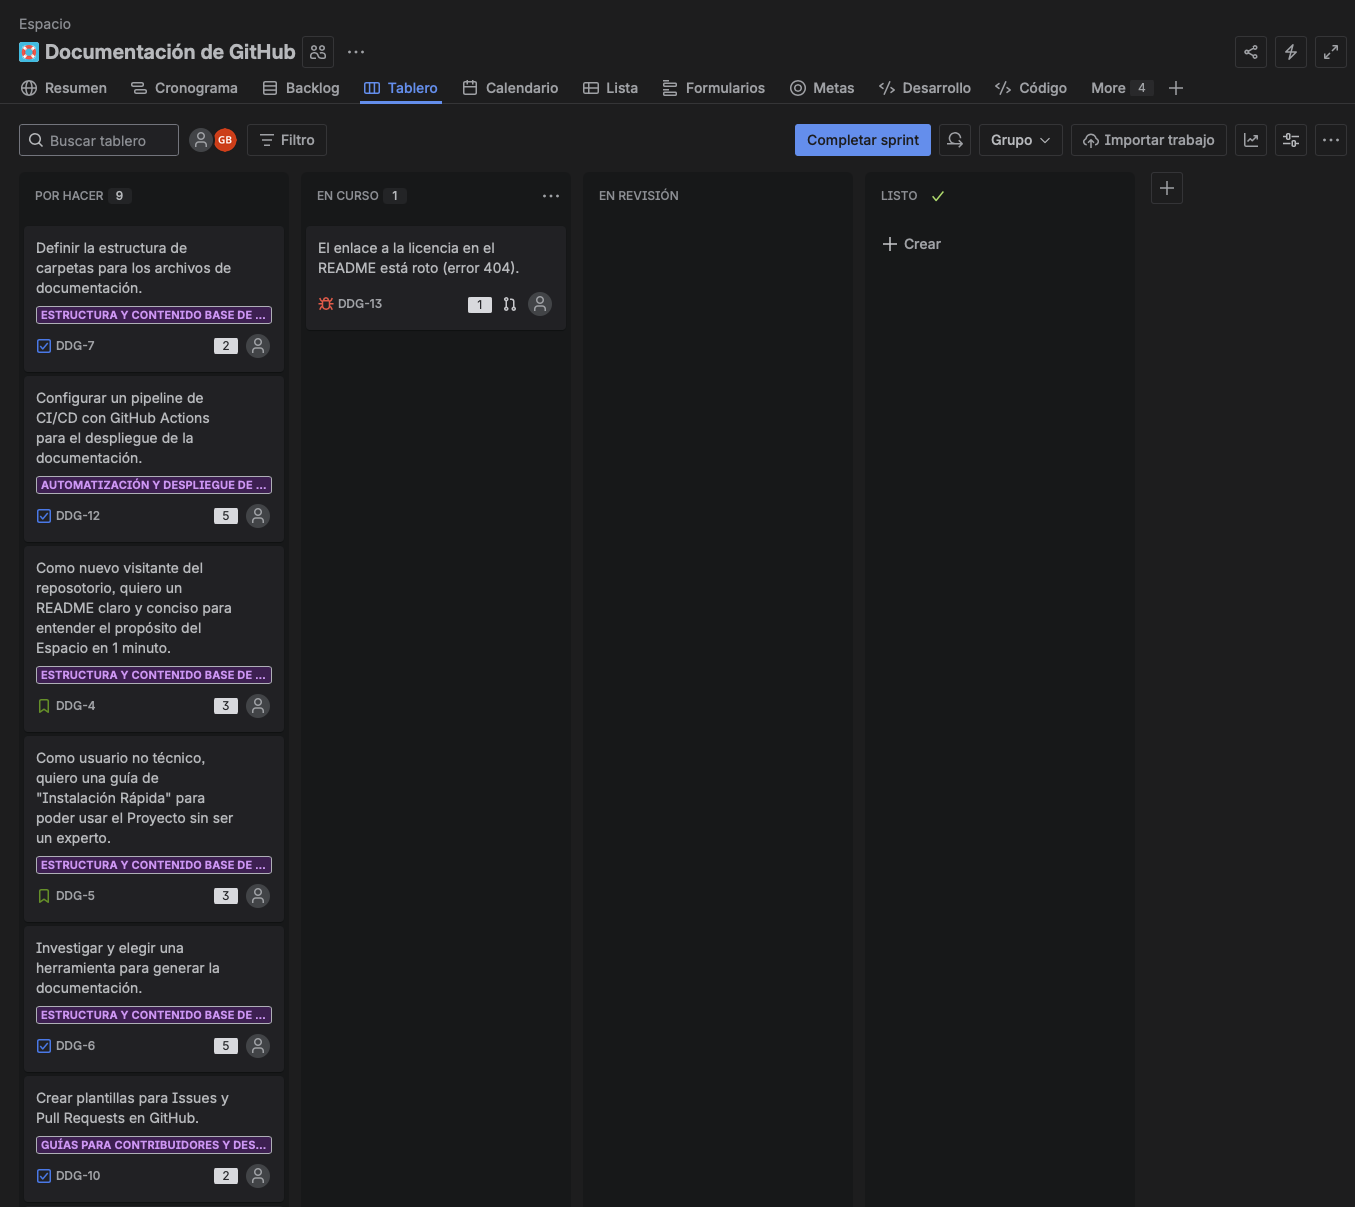 Espacio
Documentación de GitHub
Resumen Cronograma Backlog Tablero Calendario Lista Formularios Metas Desarrollo Código More 4
Buscar tablero GB Filtro Completar sprint Grupo Importar trabajo
POR HACER 9
Definir la estructura de
carpetas para los archivos de
documentación.
ESTRUCTURA Y CONTENIDO BASE DE ...
DDG-7 2
Configurar un pipeline de
CI/CD con GitHub Actions
para el despliegue de la
documentación.
AUTOMATIZACIÓN Y DESPLIEGUE DE ...
DDG-12 5
Como nuevo visitante del
reposotorio, quiero un
README claro y conciso para
entender el propósito del
Espacio en 1 minuto.
ESTRUCTURA Y CONTENIDO BASE DE ...
DDG-4 3
Como usuario no técnico,
quiero una guía de
"Instalación Rápida" para
poder usar el Proyecto sin ser
un experto.
ESTRUCTURA Y CONTENIDO BASE DE ...
DDG-5 3
Investigar y elegir una
herramienta para generar la
documentación.
ESTRUCTURA Y CONTENIDO BASE DE ...
DDG-6 5
Crear plantillas para Issues y
Pull Requests en GitHub.
GUÍAS PARA CONTRIBUIDORES Y DES...
DDG-10 2
EN CURSO 1
El enlace a la licencia en el
README está roto (error 404).
DDG-13 1
EN REVISIÓN
LISTO
Crear